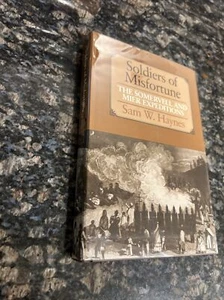 Soldiers of
Misfortune
THE SOMERVELL AND
MIER EXPEDITIONS
Sam W. Haynes